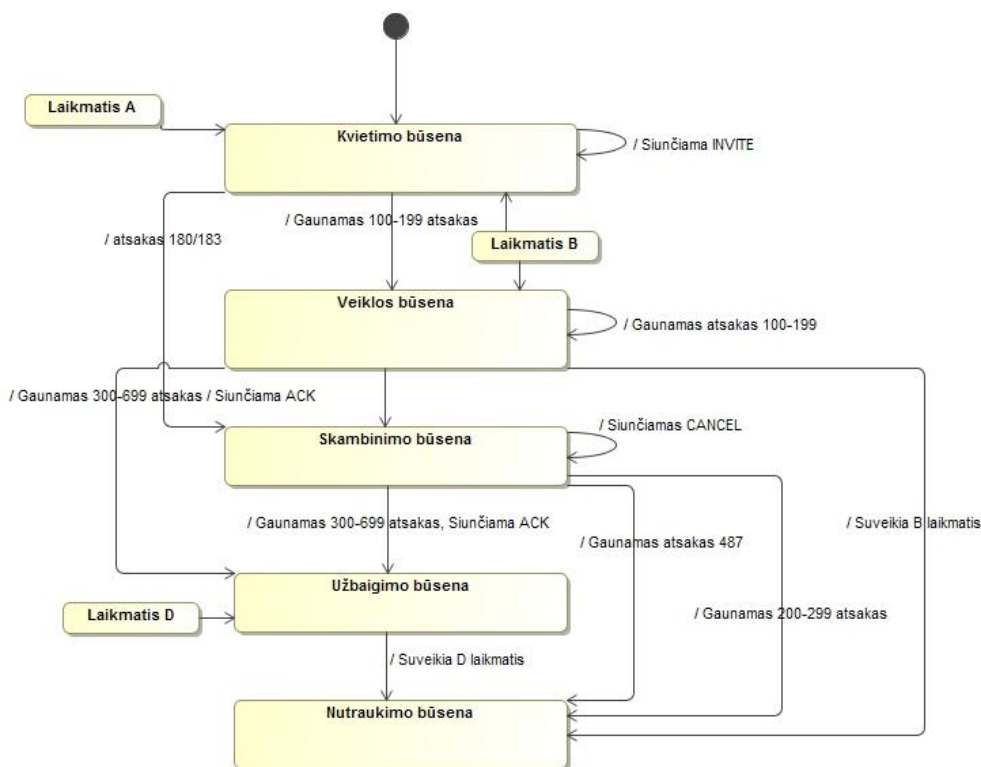 Laikmatis A
Kvietimo būsena
/ Siunčiama INVITE
/ Gaunamas 100-199 atsakas
/ atsakas 180/183
Laikmatis B
Veiklos būsena
/ Gaunamas atsakas 100-199
/ Gaunamas 300-699 atsakas / Siunčiama ACK
/ Siunčiamas CANCEL
Skambinimo būsena
/ Gaunamas 300-699 atsakas, Siunčiama ACK
/ Suveikia B laikmatis
/ Gaunamas atsakas 487
Užbaigimo būsena
Laikmatis D
/ Gaunamas 200-299 atsakas
/ Suveikia D laikmatis
Nutraukimo būsena